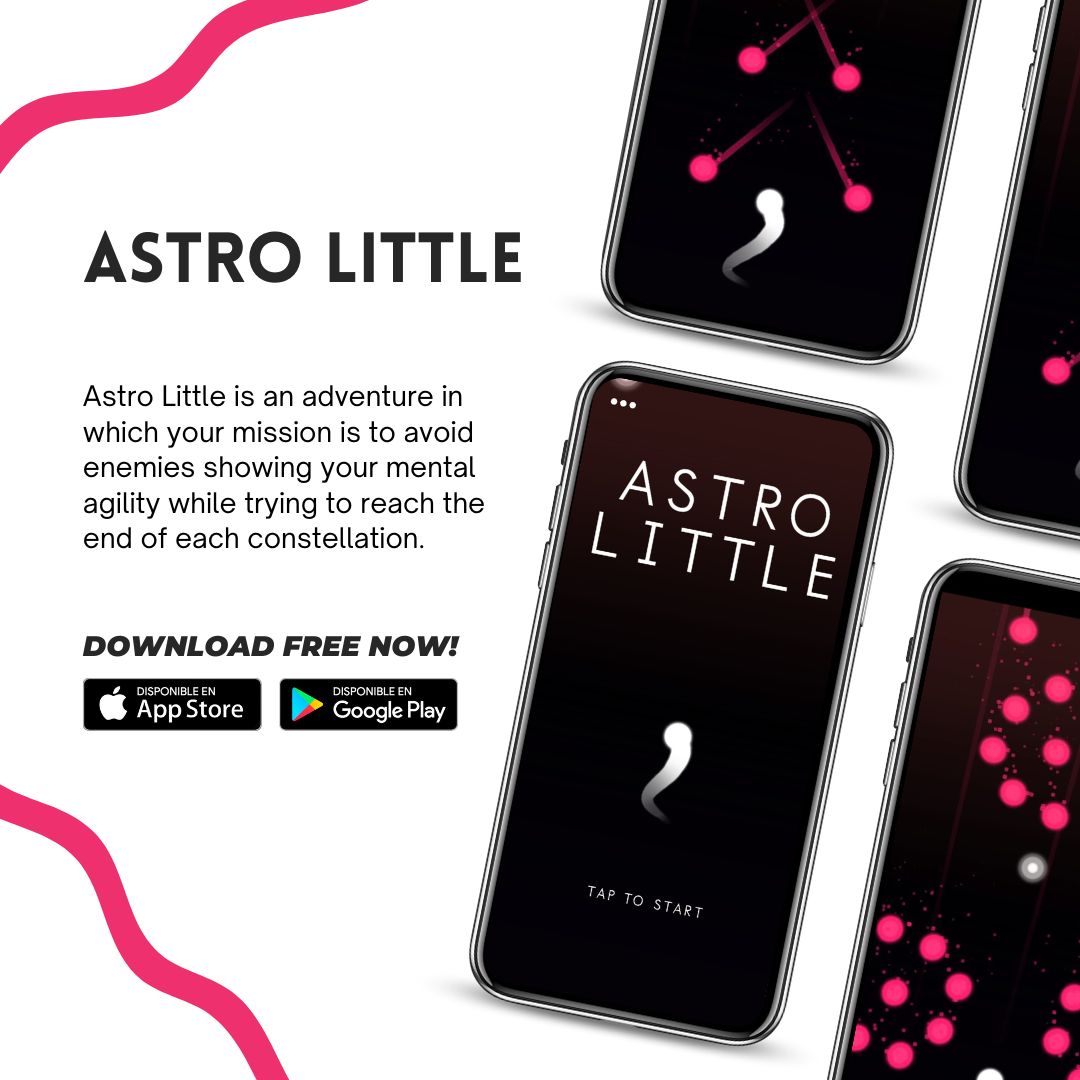 ASTRO LITTLE
Astro Little is an adventure in
which your mission is to avoid
enemies showing your mental
agility while trying to reach the
end of each constellation.
DOWNLOAD FREE NOW!
DISPONIBLE EN
App Store
DISPONIBLE EN
Google Play
ASTRO
LITTLE
TAP TO START